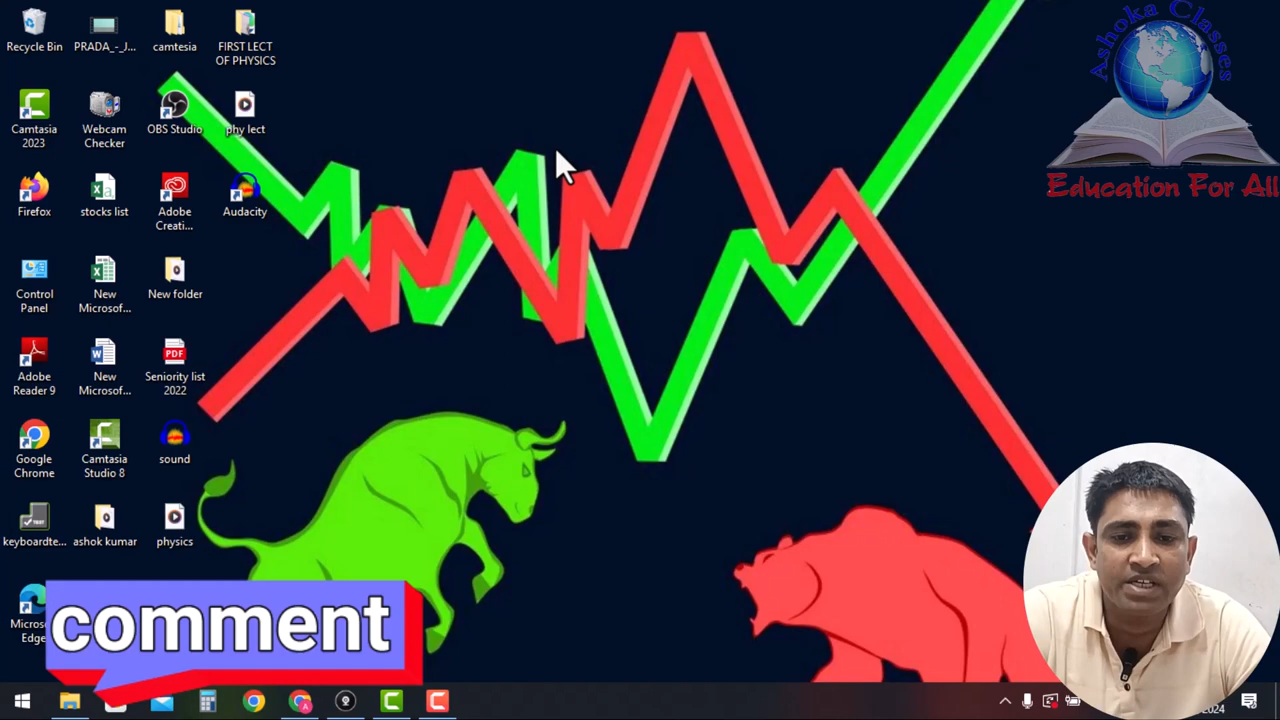 Recycle Bin
PRADA_-_J...
camtesia
FIRST LECT
OF PHYSICS
Camtasia
2023
Webcam
Checker
OBS Studio
phy lect
Firefox
stocks list
Adobe
Creati...
Audacity
Control
Panel
New
Microsof...
New folder
Adobe
Reader 9
New
Microsof...
PDF
Seniority list
2022
Google
Chrome
Camtasia
Studio 8
sound
keyboardte...
ashok kumar
physics
Edge
comment
Ashoka Classes
Education For All
2024